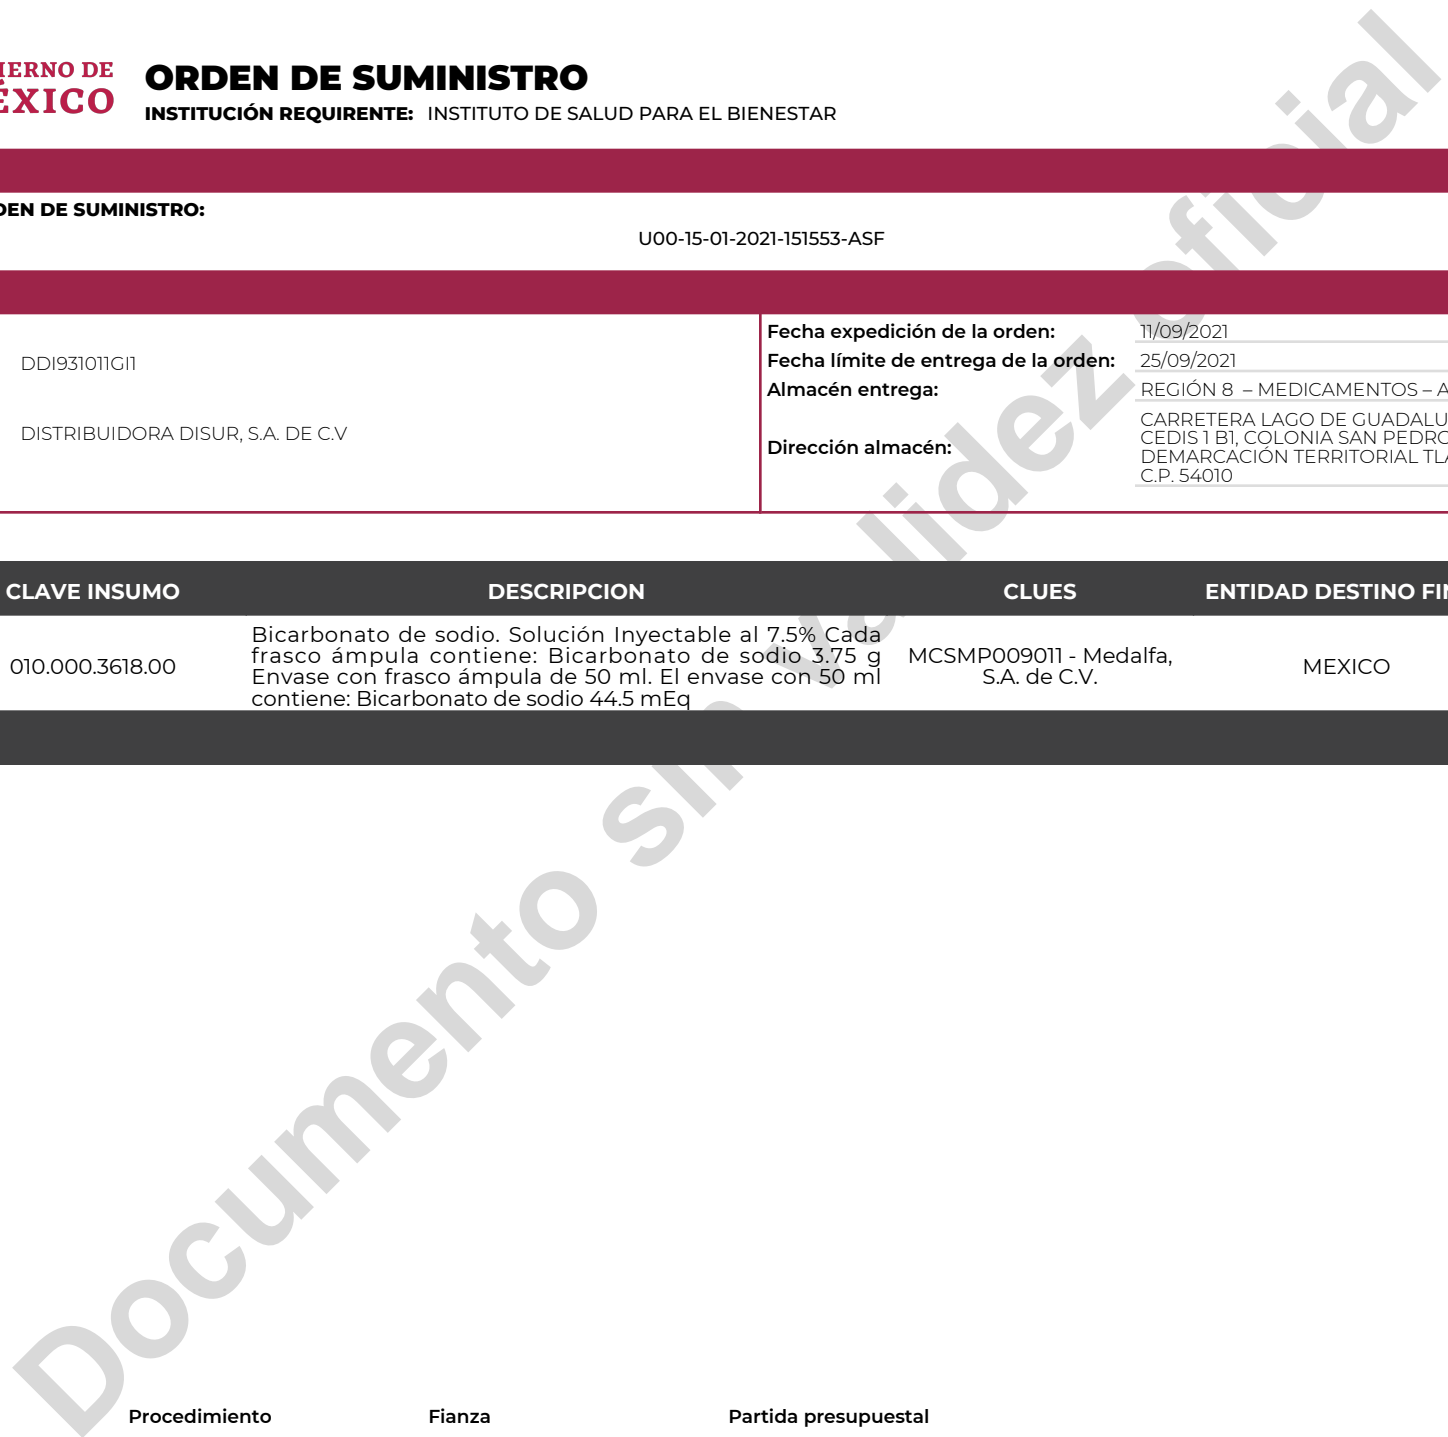 IERNO DE
ÉXICO
ORDEN DE SUMINISTRO
INSTITUCIÓN REQUIRENTE: INSTITUTO DE SALUD PARA EL BIENESTAR
DEN DE SUMINISTRO:
U00-15-01-2021-151553-ASF
DDI931011GI1
DISTRIBUIDORA DISUR, S.A. DE C.V
Fecha expedición de la orden: 11/09/2021
Fecha límite de entrega de la orden: 25/09/2021
Almacén entrega: REGIÓN 8 – MEDICAMENTOS – A
Dirección almacén: CARRETERA LAGO DE GUADALU
CEDIS 1 B1, COLONIA SAN PEDRO
DEMARCACIÓN TERRITORIAL TLA
C.P. 54010
CLAVE INSUMO DESCRIPCION CLUES ENTIDAD DESTINO FIN
010.000.3618.00
Bicarbonato de sodio. Solución Inyectable al 7.5% Cada
frasco ámpula contiene: Bicarbonato de sodio 3.75 g
Envase con frasco ámpula de 50 ml. El envase con 50 ml
contiene: Bicarbonato de sodio 44.5 mEq
MCSMP009011 - Medalfa,
S.A. de C.V.
MEXICO
Documento sin validez oficial
Procedimiento Fianza Partida presupuestal